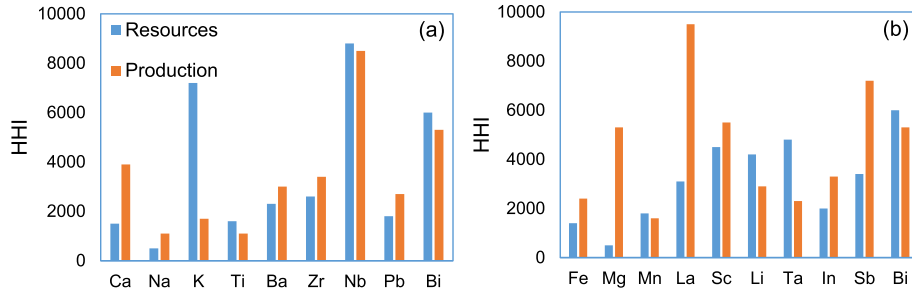 10000
8000
6000
4000
2000
0
HHI
Resources
Production
(a)
Ca Na K Ti Ba Zr Nb Pb Bi
10000
8000
6000
4000
2000
0
HHI
(b)
Fe Mg Mn La Sc Li Ta In Sb Bi